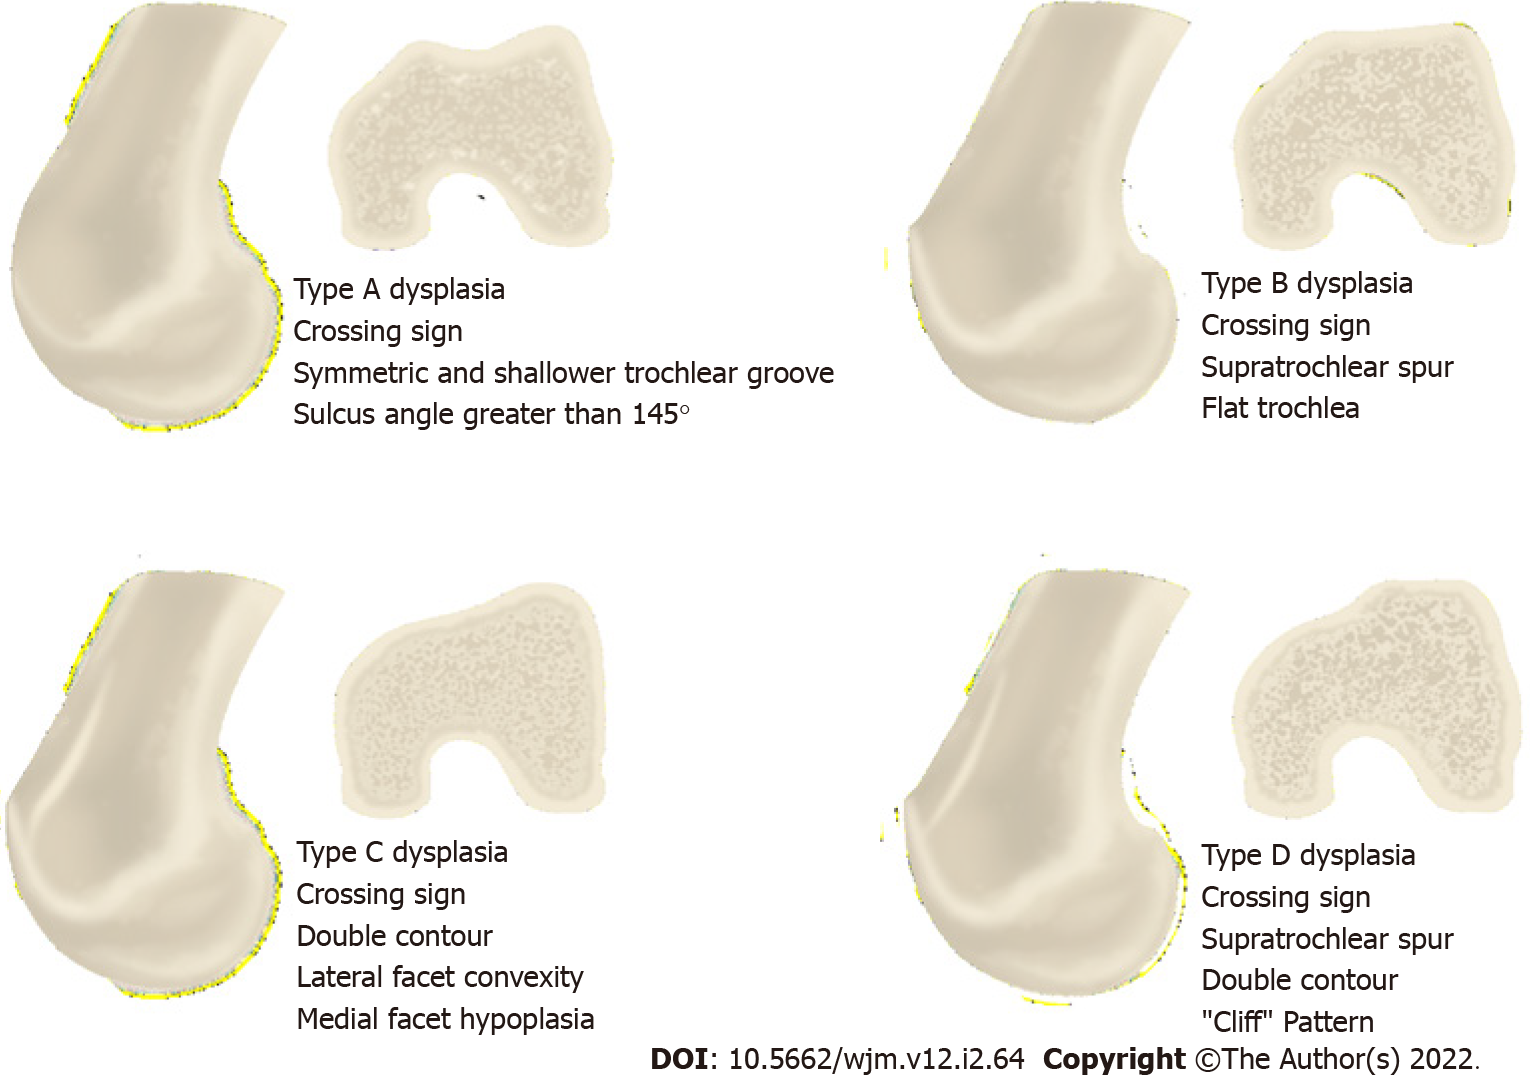 Type A dysplasia
Crossing sign
Symmetric and shallower trochlear groove
Sulcus angle greater than 145°
Type B dysplasia
Crossing sign
Supratrochlear spur
Flat trochlea
Type C dysplasia
Crossing sign
Double contour
Lateral facet convexity
Medial facet hypoplasia
Type D dysplasia
Crossing sign
Supratrochlear spur
Double contour
"Cliff" Pattern
DOI: 10.5662/wjm.v12.i2.64 Copyright ©The Author(s) 2022.